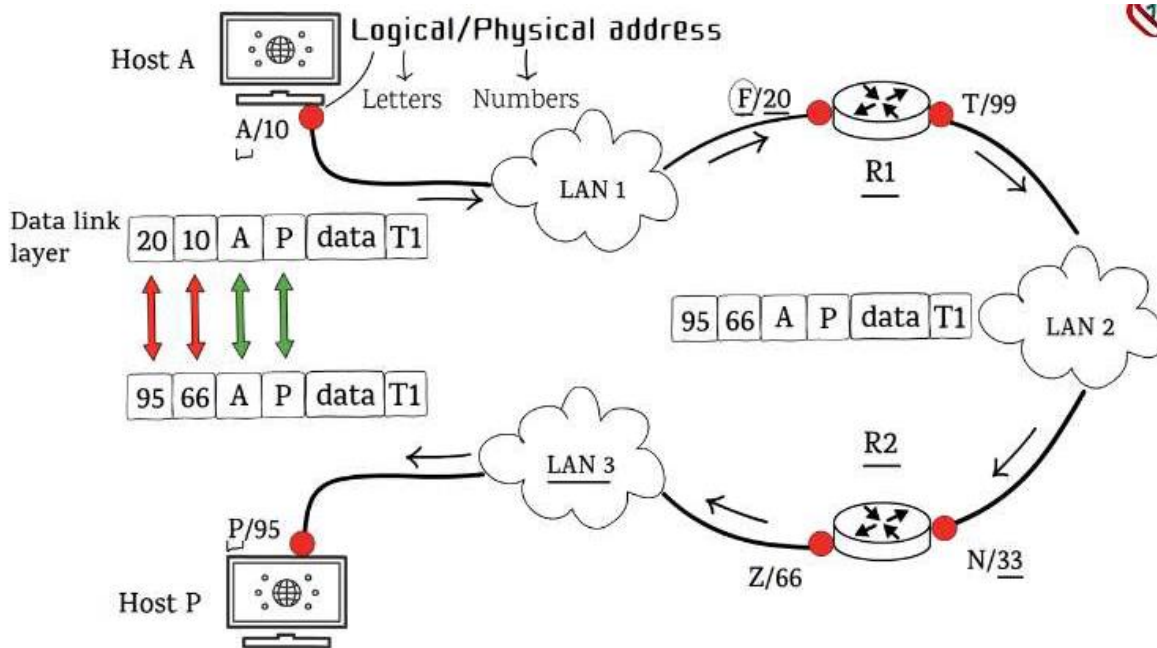 Logical/Physical address
Host A
Letters Numbers
A/10
F/20
T/99
R1
LAN 1
Data link
layer
20 10 A P data T1
95 66 A P data T1
LAN 2
95 66 A P data T1
R2
LAN 3
P/95
Z/66
N/33
Host P